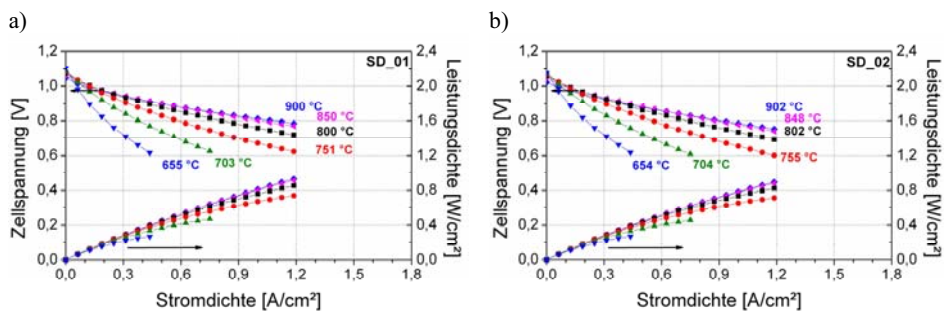 a)
b)
1,2
1,0
0,8
0,6
0,4
0,2
0,0
Zellspannung [V]
SD_01
900 °C
850 °C
800 °C
751 °C
703 °C
655 °C
2,4
2,0
1,6
1,2
0,8
0,4
0,0
Leistungsdichte [W/cm²]
0,0 0,3 0,6 0,9 1,2 1,5 1,8
Stromdichte [A/cm²]
1,2
1,0
0,8
0,6
0,4
0,2
0,0
Zellspannung [V]
SD_02
902 °C
848 °C
802 °C
755 °C
704 °C
654 °C
2,4
2,0
1,6
1,2
0,8
0,4
0,0
Leistungsdichte [W/cm²]
0,0 0,3 0,6 0,9 1,2 1,5 1,8
Stromdichte [A/cm²]